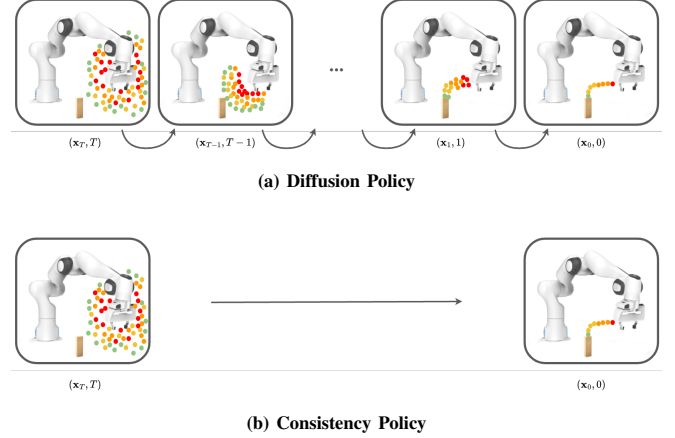 ...
(x_T, T) (x_{T−1}, T − 1) (x_1, 1) (x_0, 0)
(a) Diffusion Policy
(x_T, T) (x_0, 0)
(b) Consistency Policy